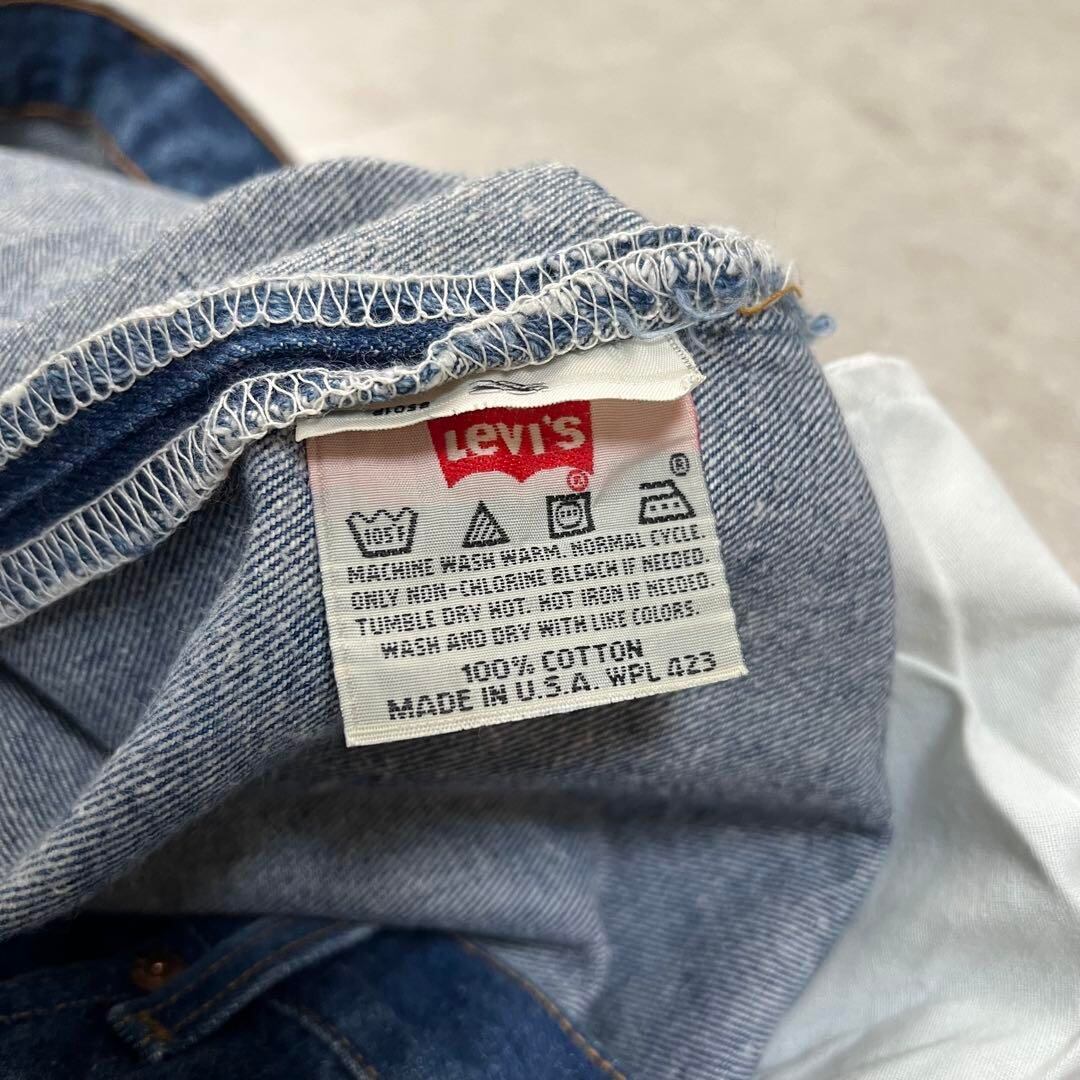 LEVI'S
®
®
105F
MACHINE WASH WARM. NORMAL CYCLE.
ONLY NON-CHLORINE BLEACH IF NEEDED
TUMBLE DRY HOT. HOT IRON IF NEEDED
WASH AND DRY WITH LIKE COLORS.
100% COTTON
MADE IN U.S.A. WPL 423